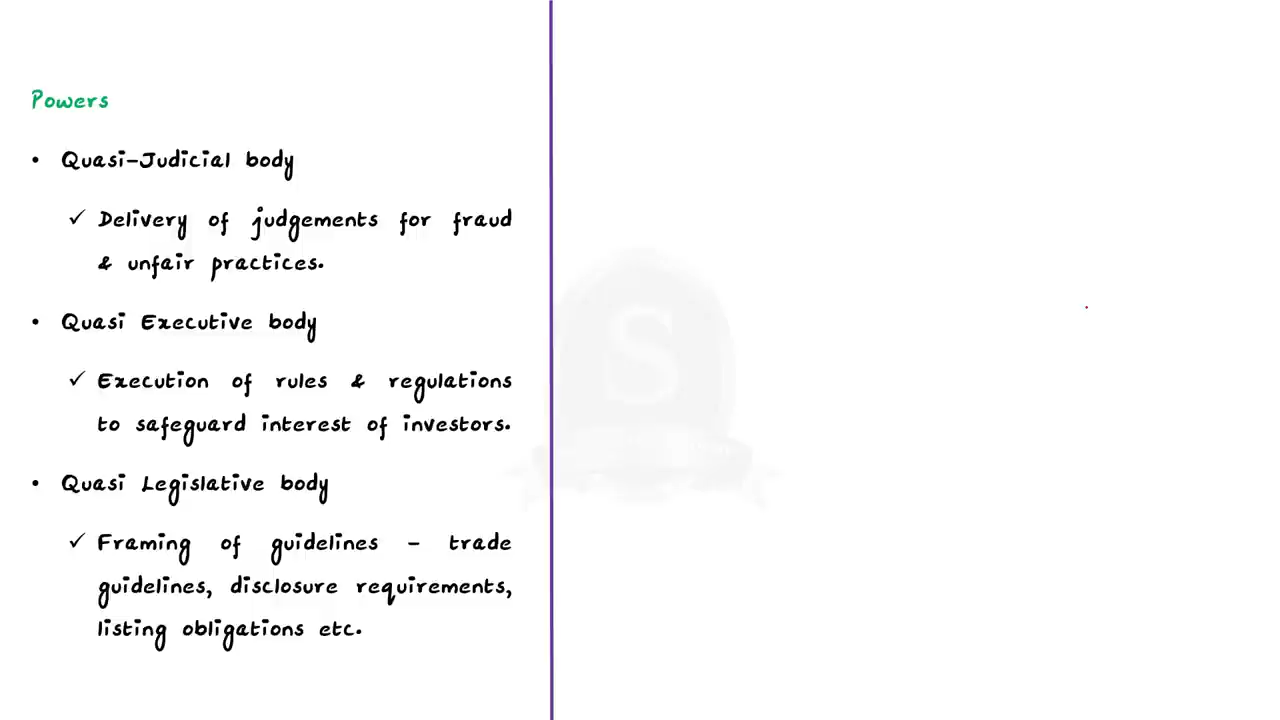 Powers
• Quasi-Judicial body
✓ Delivery of judgements for fraud
& unfair practices.
• Quasi Executive body
✓ Execution of rules & regulations
to safeguard interest of investors.
• Quasi Legislative body
✓ Framing of guidelines – trade
guidelines, disclosure requirements,
listing obligations etc.
S